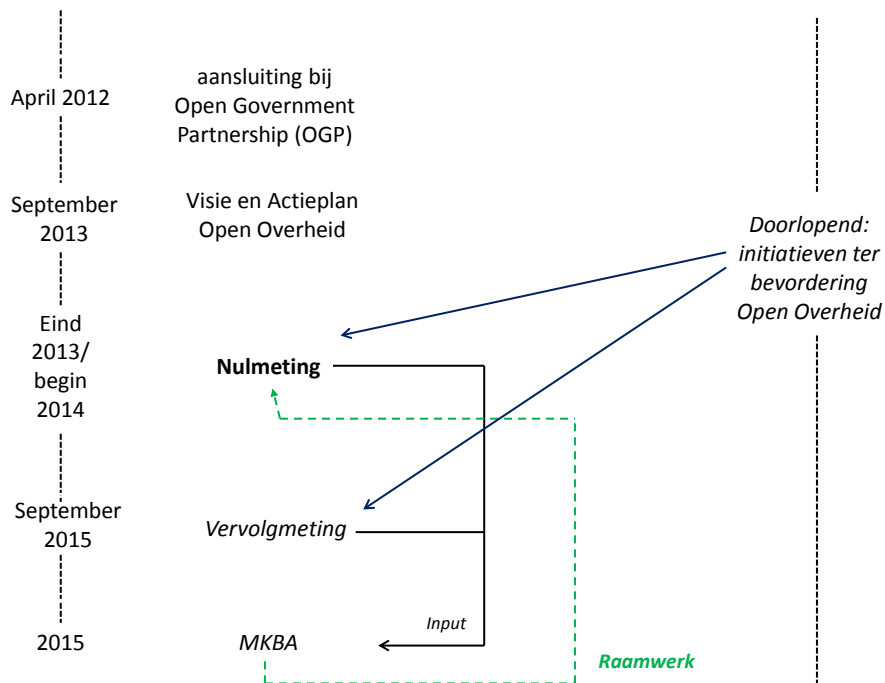 April 2012
aansluiting bij
Open Government
Partnership (OGP)
September
2013
Visie en Actieplan
Open Overheid
Doorlopend:
initiatieven ter
bevordering
Open Overheid
Eind
2013/
begin
2014
Nulmeting
September
2015
Vervolgmeting
2015
MKBA
Input
Raamwerk